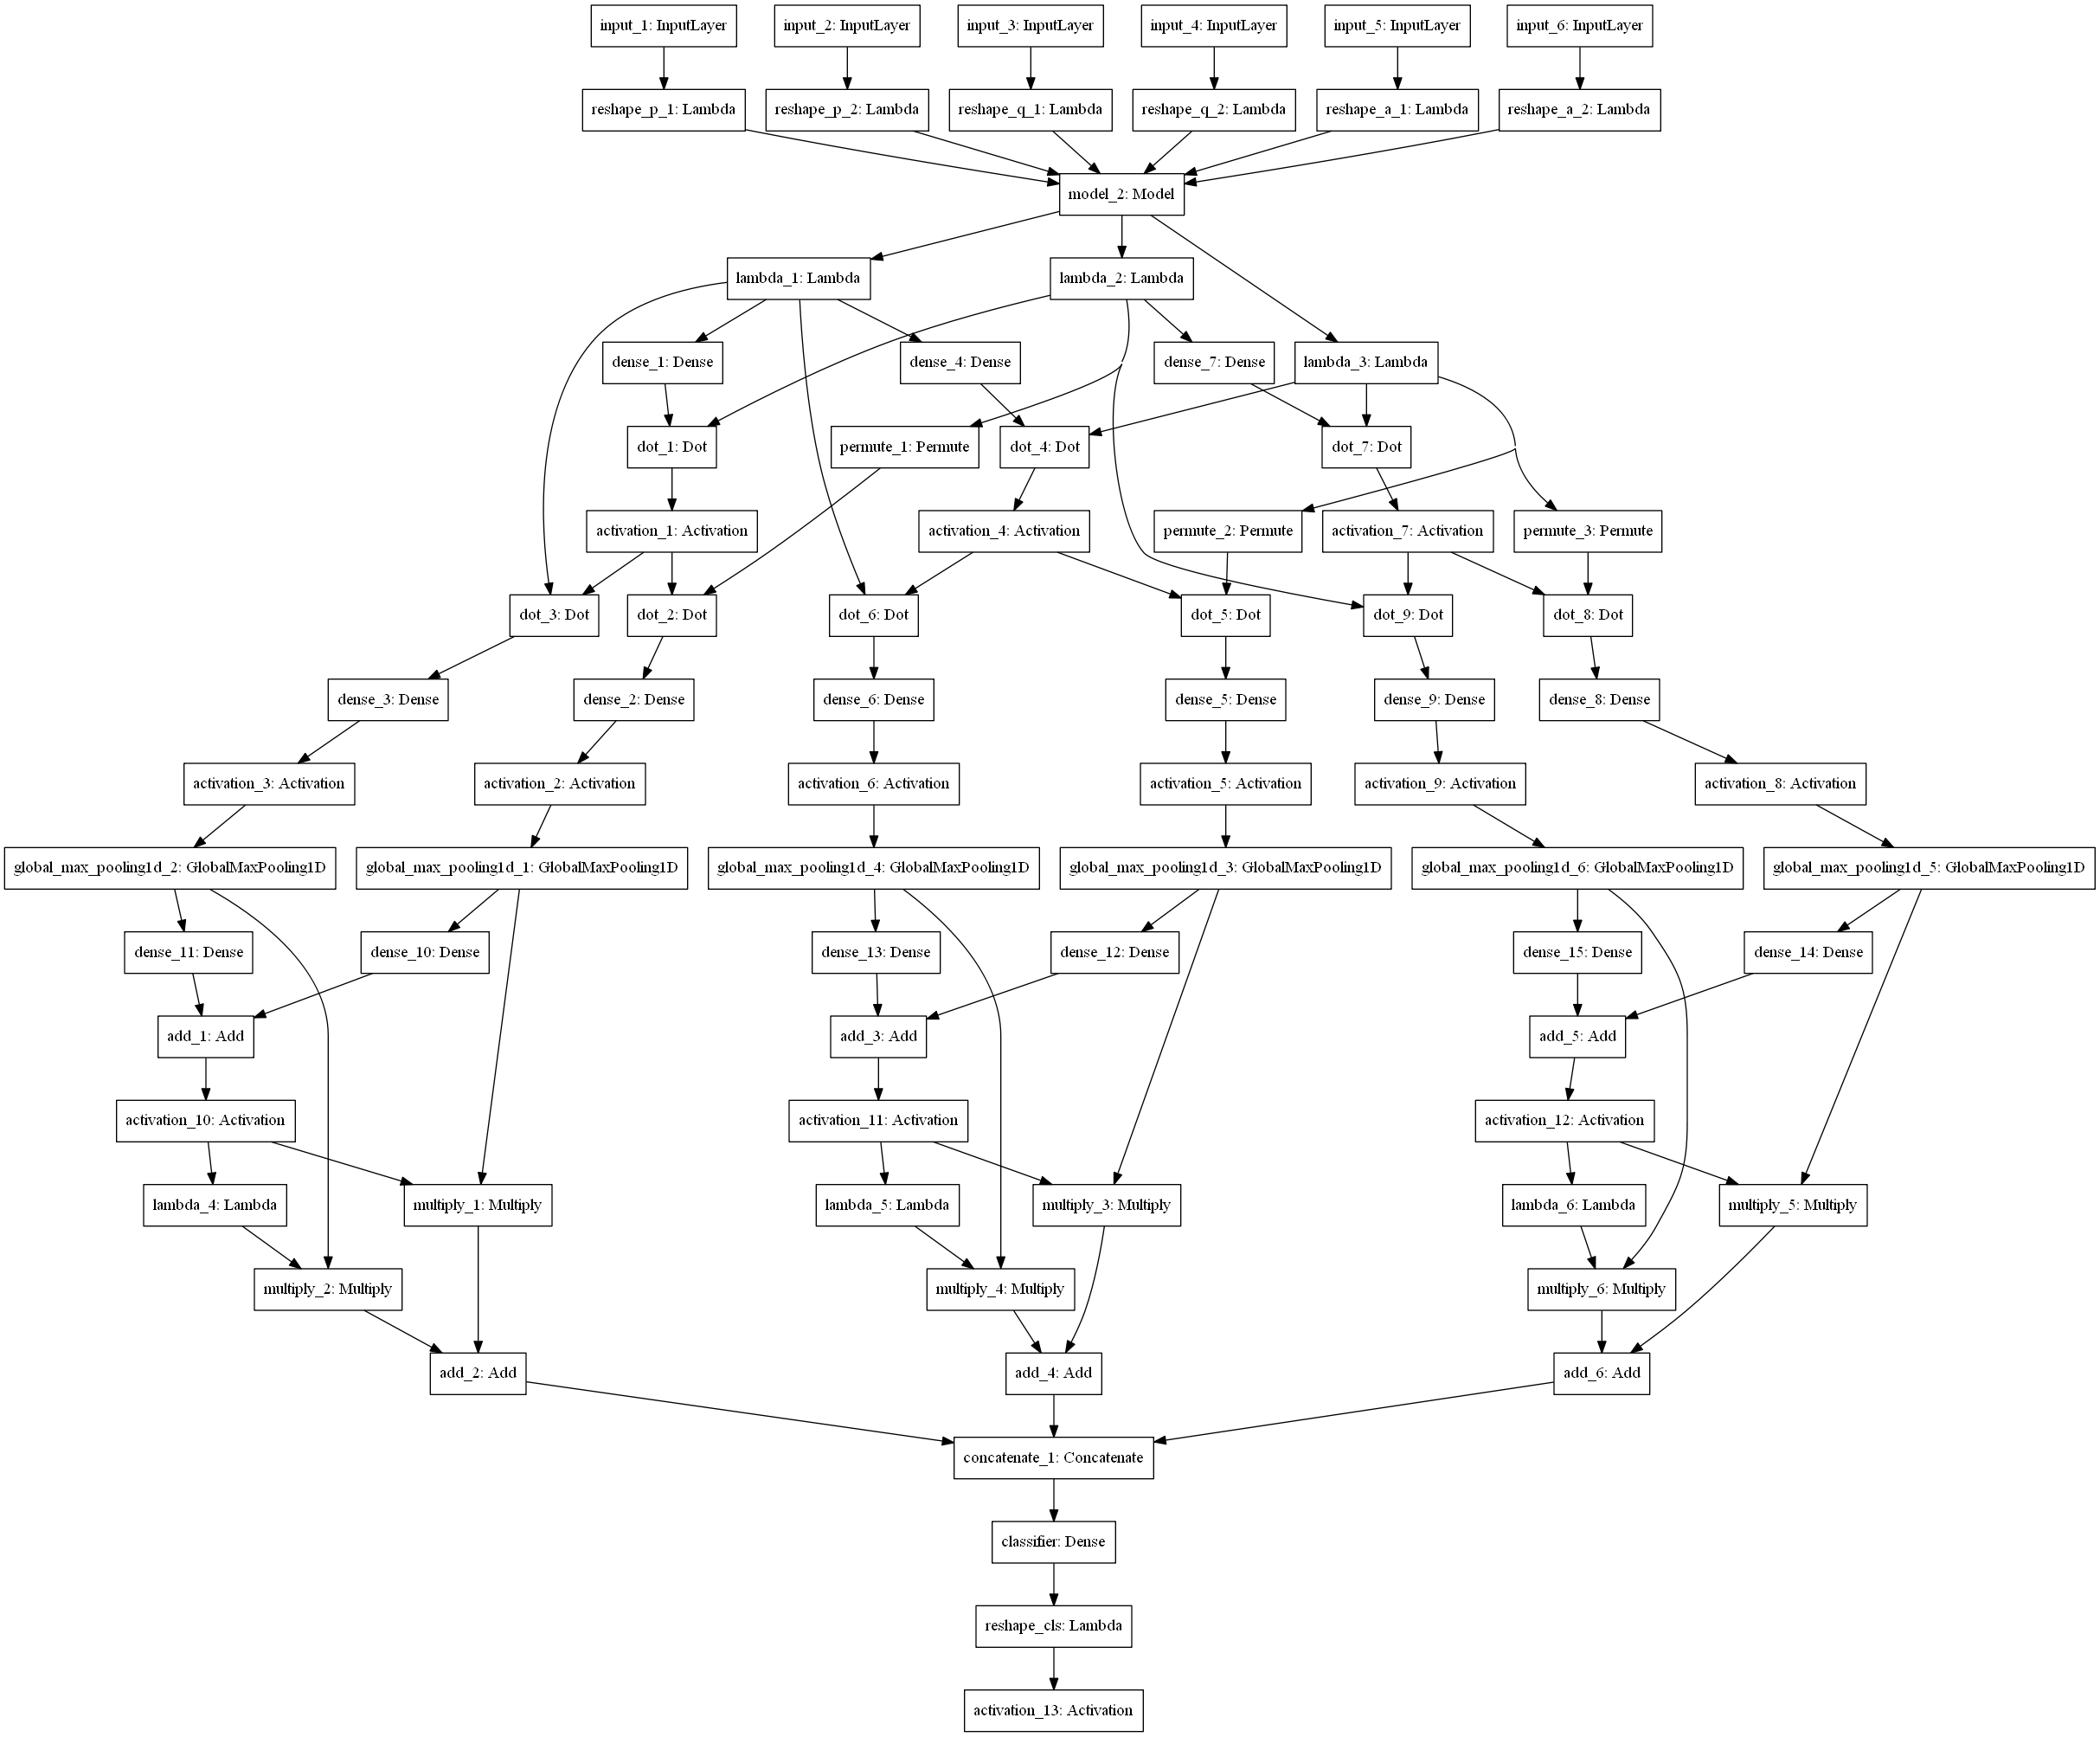 input_1: InputLayer
input_2: InputLayer
input_3: InputLayer
input_4: InputLayer
input_5: InputLayer
input_6: InputLayer
reshape_p_1: Lambda
reshape_p_2: Lambda
reshape_q_1: Lambda
reshape_q_2: Lambda
reshape_a_1: Lambda
reshape_a_2: Lambda
model_2: Model
lambda_1: Lambda
lambda_2: Lambda
dense_1: Dense
dense_4: Dense
dense_7: Dense
lambda_3: Lambda
dot_1: Dot
permute_1: Permute
dot_4: Dot
dot_7: Dot
activation_1: Activation
activation_4: Activation
permute_2: Permute
activation_7: Activation
permute_3: Permute
dot_3: Dot
dot_2: Dot
dot_6: Dot
dot_5: Dot
dot_9: Dot
dot_8: Dot
dense_3: Dense
dense_2: Dense
dense_6: Dense
dense_5: Dense
dense_9: Dense
dense_8: Dense
activation_3: Activation
activation_2: Activation
activation_6: Activation
activation_5: Activation
activation_9: Activation
activation_8: Activation
global_max_pooling1d_2: GlobalMaxPooling1D
global_max_pooling1d_1: GlobalMaxPooling1D
global_max_pooling1d_4: GlobalMaxPooling1D
global_max_pooling1d_3: GlobalMaxPooling1D
global_max_pooling1d_6: GlobalMaxPooling1D
global_max_pooling1d_5: GlobalMaxPooling1D
dense_11: Dense
dense_10: Dense
dense_13: Dense
dense_12: Dense
dense_15: Dense
dense_14: Dense
add_1: Add
add_3: Add
add_5: Add
activation_10: Activation
activation_11: Activation
activation_12: Activation
lambda_4: Lambda
multiply_1: Multiply
lambda_5: Lambda
multiply_3: Multiply
lambda_6: Lambda
multiply_5: Multiply
multiply_2: Multiply
multiply_4: Multiply
multiply_6: Multiply
add_2: Add
add_4: Add
add_6: Add
concatenate_1: Concatenate
classifier: Dense
reshape_cls: Lambda
activation_13: Activation